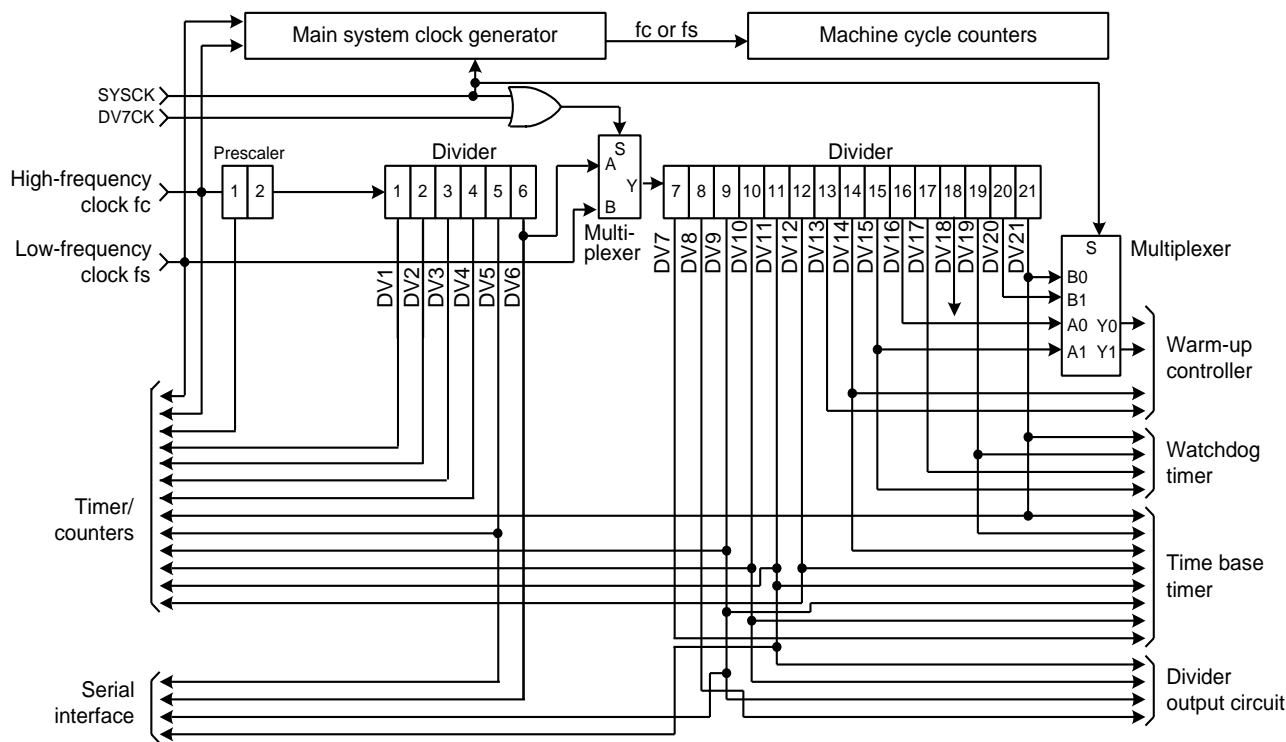 Main system clock generator
fc or fs
Machine cycle counters
SYSCK
DV7CK
Prescaler
Divider
S
A
B
Y
Multi-
plexer
Divider
High-frequency
clock fc
1 2
1 2 3 4 5 6
7 8 9 10 11 12 13 14 15 16 17 18 19 20 21
Low-frequency
clock fs
DV1
DV2
DV3
DV4
DV5
DV6
DV7
DV8
DV9
DV10
DV11
DV12
DV13
DV14
DV15
DV16
DV17
DV18
DV19
DV20
DV21
S
Multiplexer
B0
B1
A0 Y0
A1 Y1
Warm-up
controller
Watchdog
timer
Timer/
counters
Time base
timer
Serial
interface
Divider
output circuit